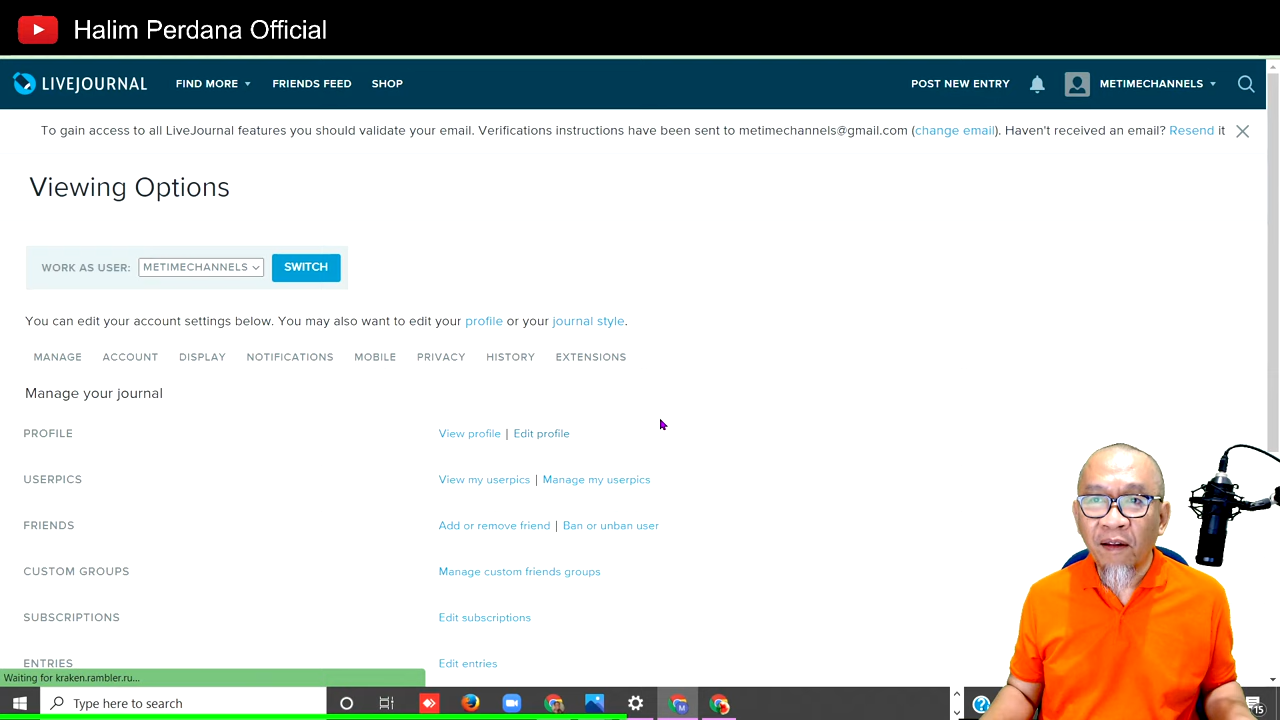 Halim Perdana Official
LIVEJOURNAL FIND MORE FRIENDS FEED SHOP POST NEW ENTRY METIMECHANNELS
To gain access to all LiveJournal features you should validate your email. Verifications instructions have been sent to metimechannels@gmail.com (change email). Haven't received an email? Resend it
Viewing Options
WORK AS USER: METIMECHANNELS SWITCH
You can edit your account settings below. You may also want to edit your profile or your journal style.
MANAGE ACCOUNT DISPLAY NOTIFICATIONS MOBILE PRIVACY HISTORY EXTENSIONS
Manage your journal
PROFILE View profile | Edit profile
USERPICS View my userpics | Manage my userpics
FRIENDS Add or remove friend | Ban or unban user
CUSTOM GROUPS Manage custom friends groups
SUBSCRIPTIONS Edit subscriptions
ENTRIES Edit entries
Waiting for kraken.rambler.ru...
Type here to search 15